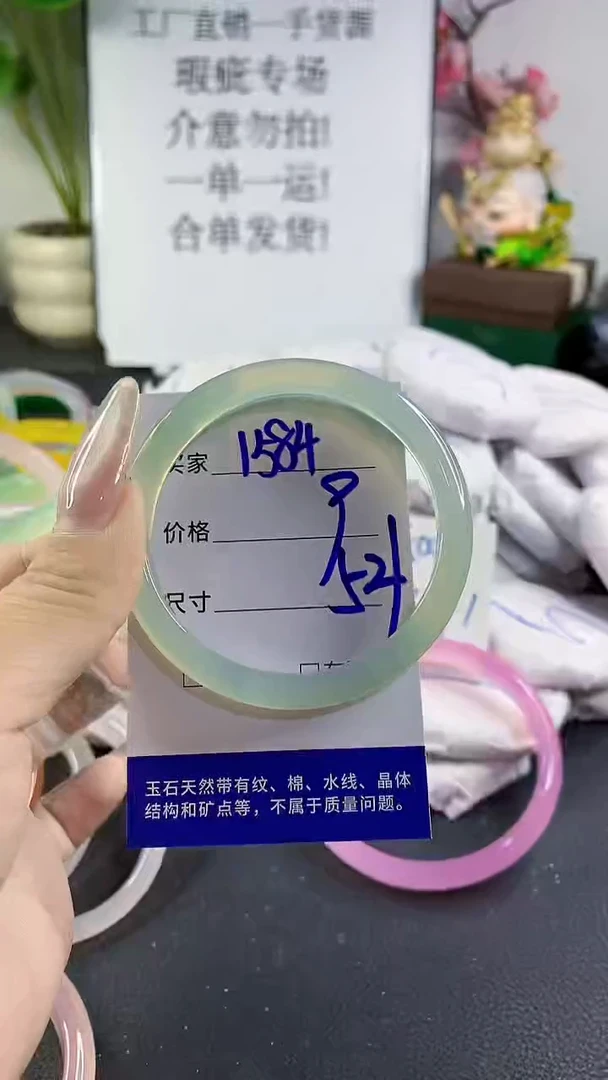 工厂直销一手货源
瑕疵专场
介意勿拍!
一单一运!
合单发货!
买家 1584
价格
尺寸
玉石天然带有纹、棉、水线、晶体
结构和矿点等，不属于质量问题。